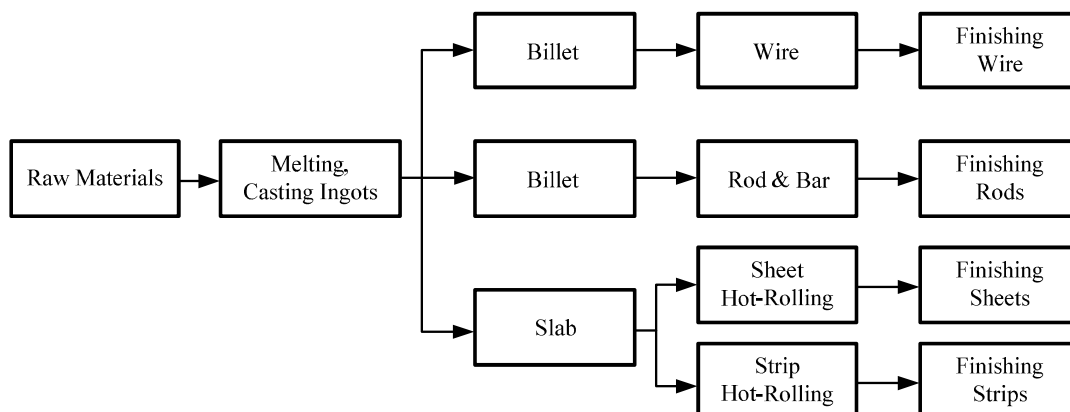 Billet
Wire
Finishing
Wire
Raw Materials
Melting,
Casting Ingots
Billet
Rod & Bar
Finishing
Rods
Slab
Sheet
Hot-Rolling
Finishing
Sheets
Strip
Hot-Rolling
Finishing
Strips